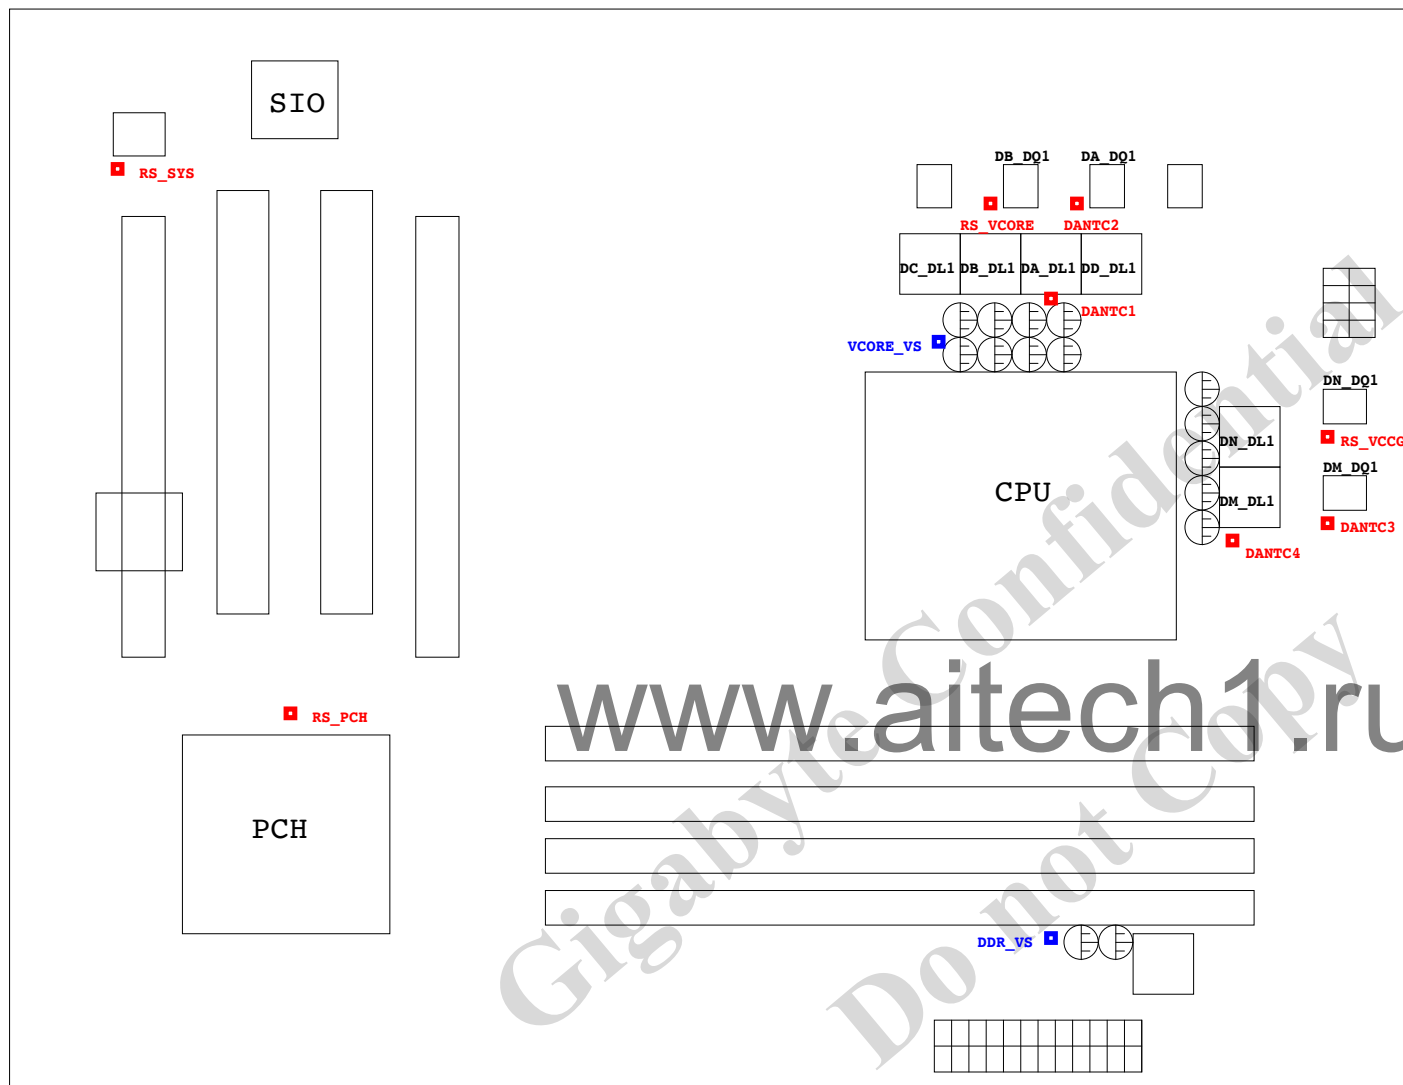 SIO
RS_SYS
DB_DQ1
DA_DQ1
RS_VCORE
DANTC2
DC_DL1
DB_DL1
DA_DL1
DD_DL1
DANTC1
VCORE_VS
DN_DQ1
RS_VCCG
DN_DL1
DM_DQ1
CPU
DM_DL1
DANTC3
DANTC4
RS_PCH
www.aitech1.ru
PCH
DDR_VS
Gigabyte Confidential
Do not Copy